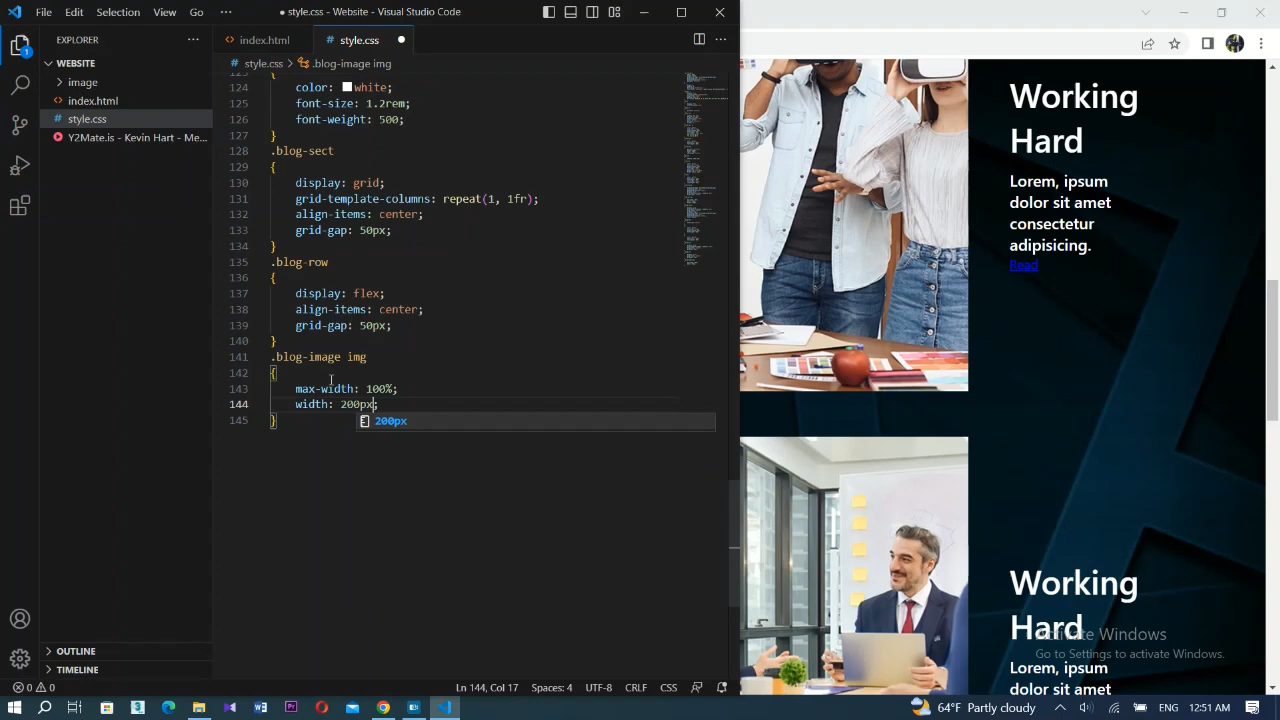 File Edit Selection View Go ··· ● style.css - Website - Visual Studio Code
EXPLORER ···
1
WEBSITE
image
index.html
# style.css
Y2Mate.is - Kevin Hart - Me...
OUTLINE
TIMELINE
index.html # style.css ●
# style.css > .blog-image img
{
124 color: white;
125 font-size: 1.2rem;
126 font-weight: 500;
127 }
128 .blog-sect
129 {
130 display: grid;
131 grid-template-columns: repeat(1, 1fr);
132 align-items: center;
133 grid-gap: 50px;
134 }
135 .blog-row
136 {
137 display: flex;
138 align-items: center;
139 grid-gap: 50px;
140 }
141 .blog-image img
142 {
143 max-width: 100%;
144 width: 200px;
200px
145 }
0 0 Ln 144, Col 17 Spaces: 4 UTF-8 CRLF CSS
Working
Hard
Lorem, ipsum
dolor sit amet
consectetur
adipisicing.
Read
Working
Hard
Lorem, ipsum
dolor sit amet
Activate Windows
Go to Settings to activate Windows.
64°F Partly cloudy ENG 12:51 AM